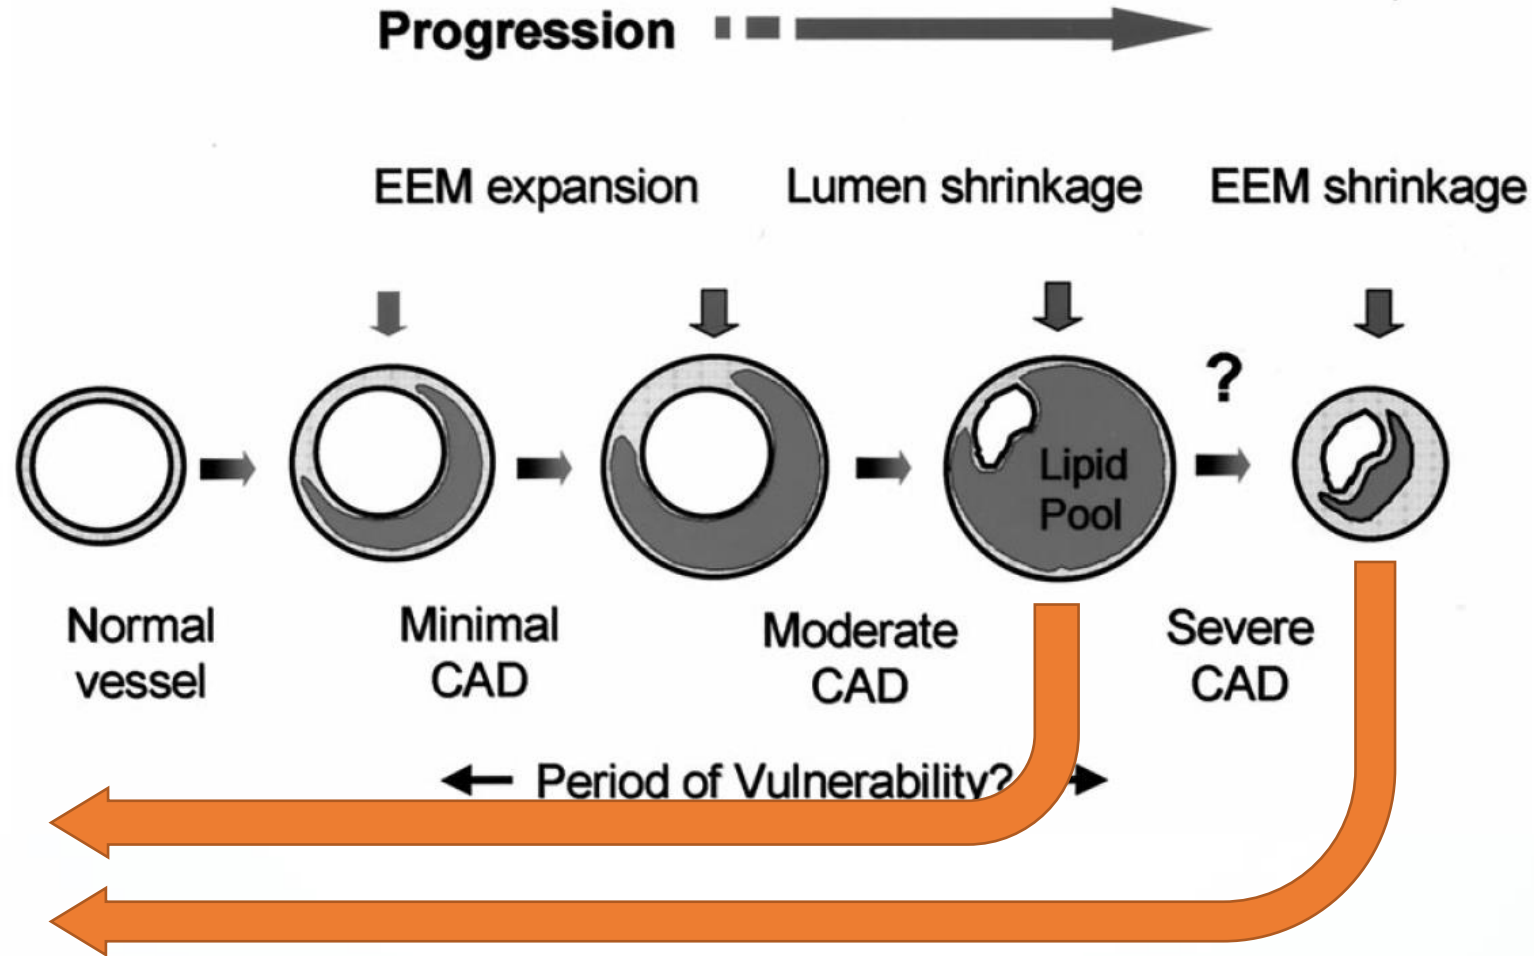 Progression
EEM expansion
Lumen shrinkage
EEM shrinkage
?
Lipid
Pool
Normal
vessel
Minimal
CAD
Moderate
CAD
Severe
CAD
Period of Vulnerability?